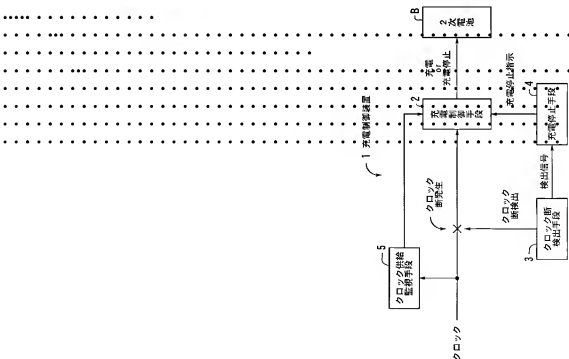 1 充電制御装置
5
クロック供給
監視手段
クロック
クロック
断発生
クロック
断検出
3
クロック断
検出手段
検出信号
4
充電停止手段
充電停止指示
2
充電
制御
手段
充電
or
充電停止
B
2次電池